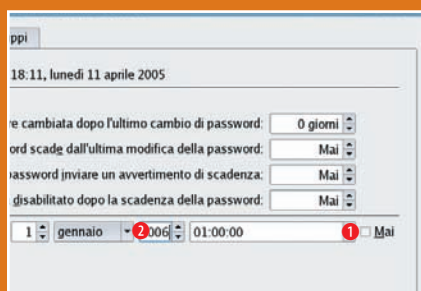 ppi
18:11, lunedì 11 aprile 2005
e cambiata dopo l'ultimo cambio di password: 0 giorni
ord scade dall'ultima modifica della password: Mai
password inviare un avvertimento di scadenza: Mai
disabilitato dopo la scadenza della password: Mai
1 gennaio 2 006 01:00:00 1 Mai